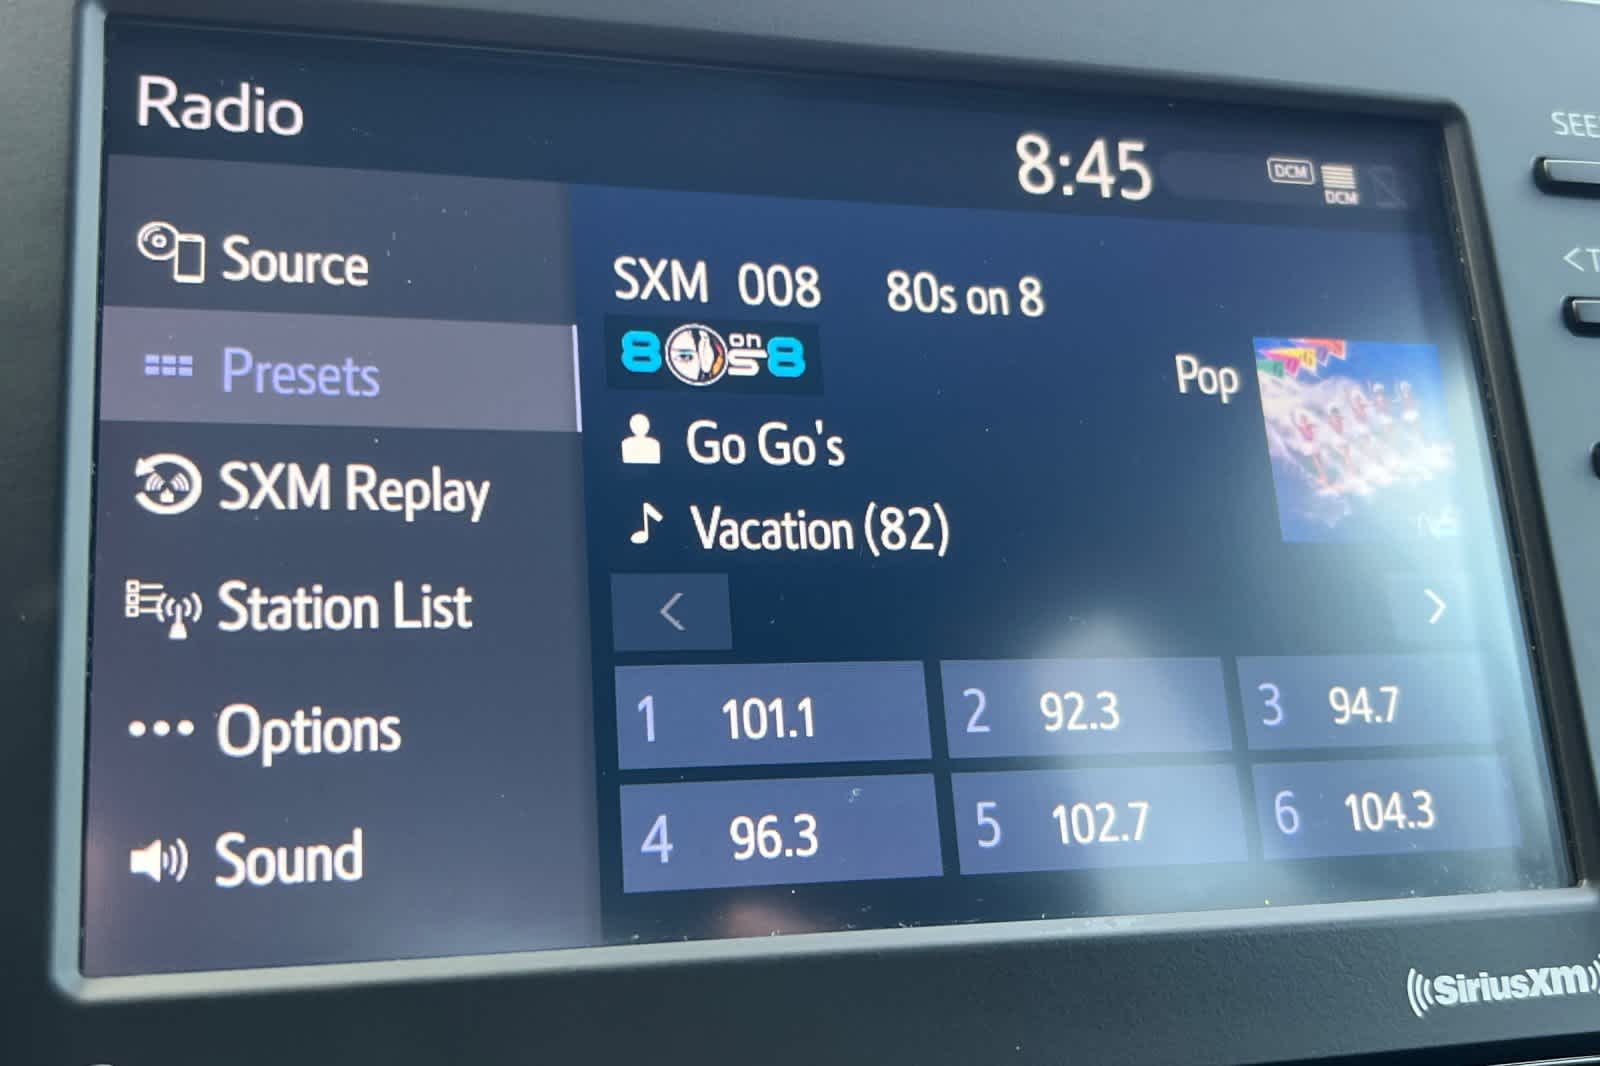 Radio
8:45
DCM
DCM
SEE
<T
Source
Presets
SXM Replay
Station List
Options
Sound
SXM 008 80s on 8
80s on 8
Pop
Go Go's
Vacation (82)
< >
1 101.1
2 92.3
3 94.7
4 96.3
5 102.7
6 104.3
SiriusXM